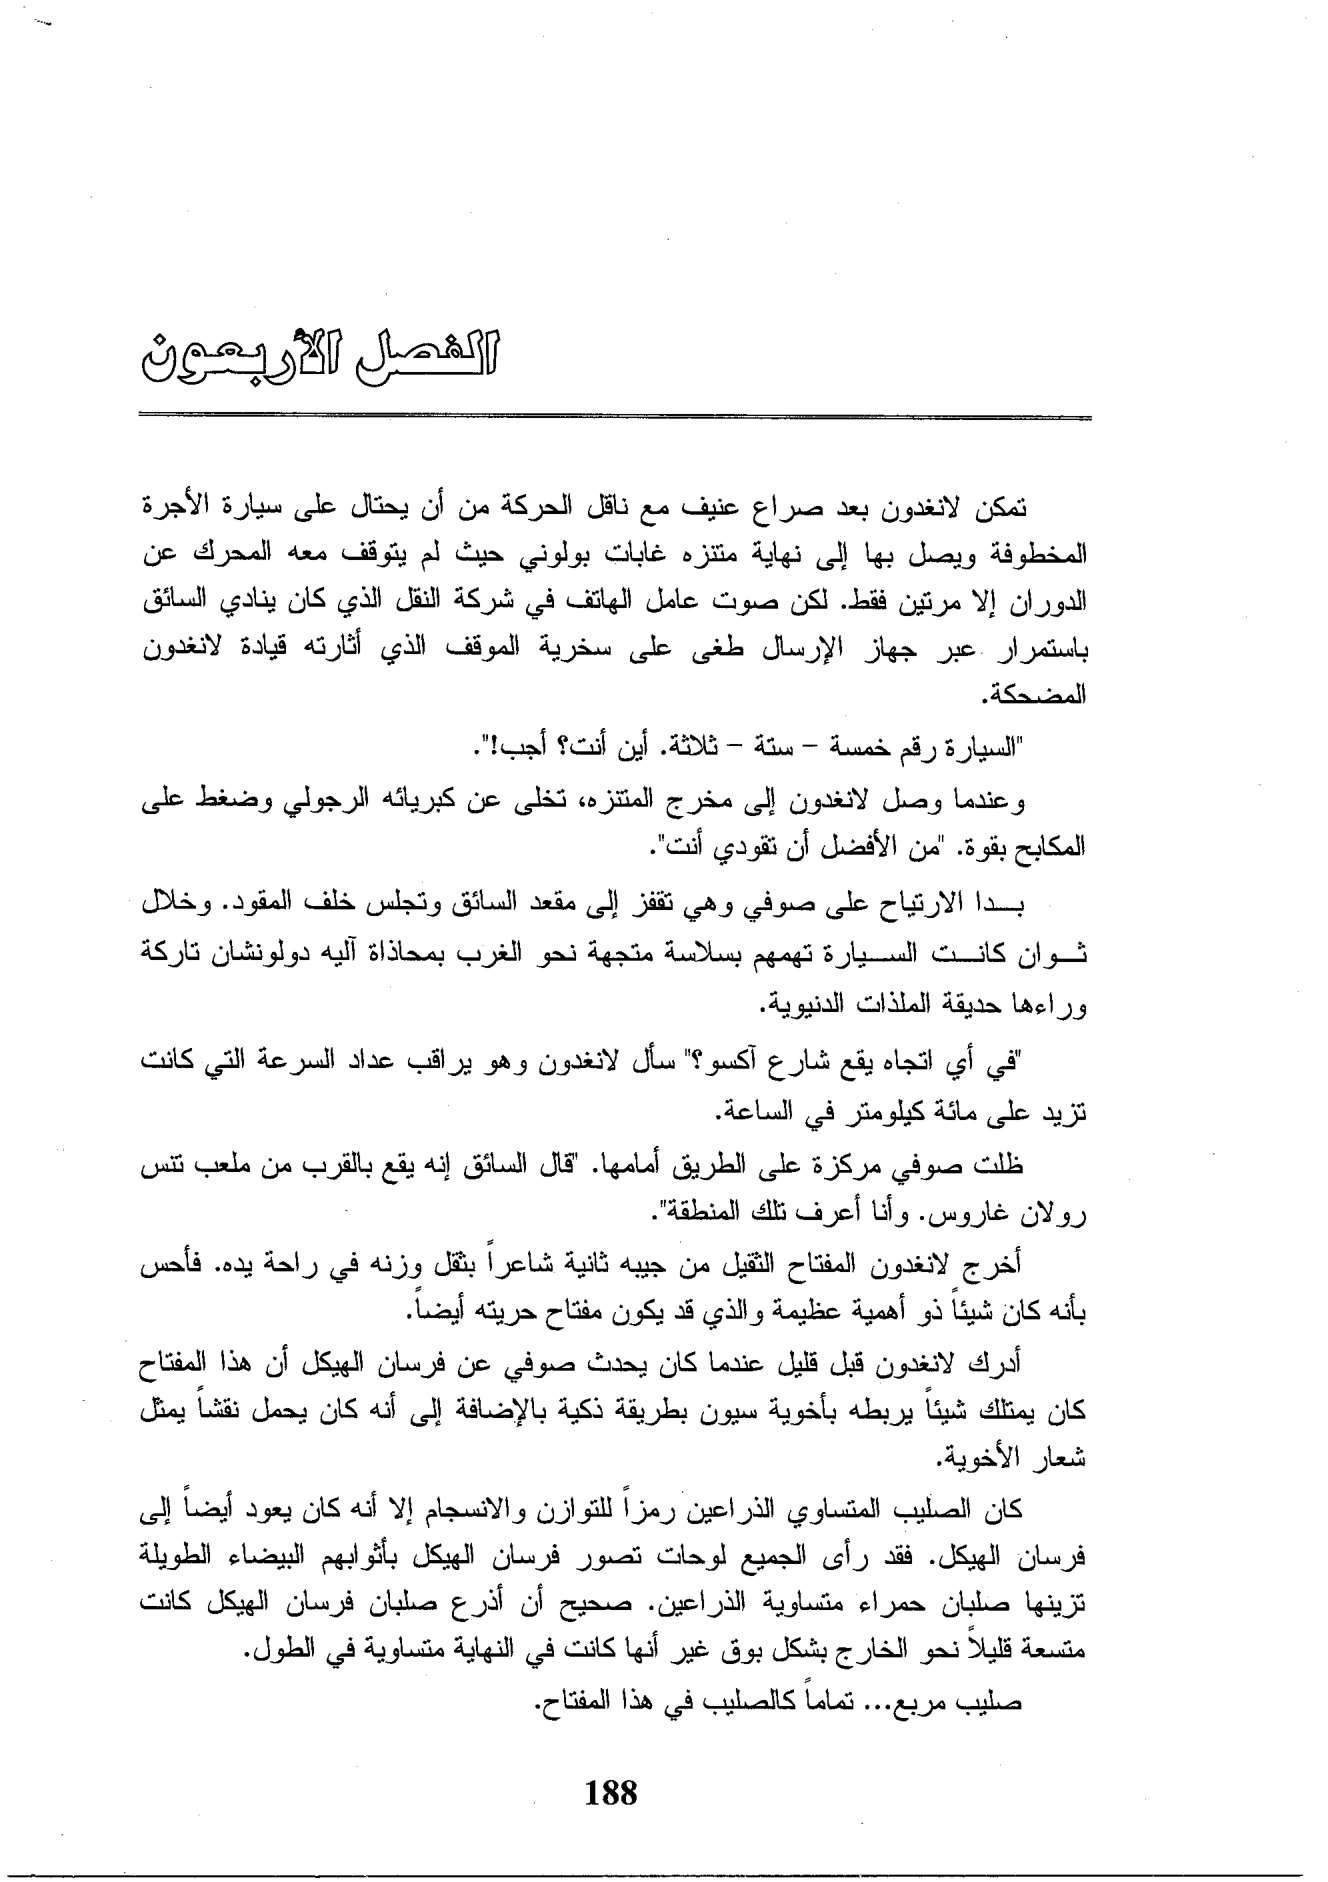 الفصل الأربعون
تمكن لانغدون بعد صراع عنيف مع ناقل الحركة من أن يحتال على سيارة الأجرة
المخطوفة ويصل بها إلى نهاية متنزه غابات بولوني حيث لم يتوقف معه المحرك عن
الدوران إلا مرتين فقط. لكن صوت عامل الهاتف في شركة النقل الذي كان ينادي السائق
باستمرار عبر جهاز الإرسال طغى على سخرية الموقف الذي أثارته قيادة لانغدون
المضحكة.
"السيارة رقم خمسة – ستة – ثلاثة. أين أنت؟ أجب!".
وعندما وصل لانغدون إلى مخرج المتنزه، تخلى عن كبريائه الرجولي وضغط على
المكابح بقوة. "من الأفضل أن تقودي أنت".
بـدا الارتياح على صوفي وهي تقفز إلى مقعد السائق وتجلس خلف المقود. وخلال
ثـوان كانـت السـيارة تهمهم بسلاسة متجهة نحو الغرب بمحاذاة آليه دولونشان تاركة
وراءها حديقة الملذات الدنيوية.
"في أي اتجاه يقع شارع آكسو؟" سأل لانغدون وهو يراقب عداد السرعة التي كانت
تزيد على مائة كيلومتر في الساعة.
ظلت صوفي مركزة على الطريق أمامها. "قال السائق إنه يقع بالقرب من ملعب تنس
رولان غاروس. وأنا أعرف تلك المنطقة".
أخرج لانغدون المفتاح الثقيل من جيبه ثانية شاعراً بثقل وزنه في راحة يده. فأحس
بأنه كان شيئاً ذو أهمية عظيمة والذي قد يكون مفتاح حريته أيضاً.
أدرك لانغدون قبل قليل عندما كان يحدث صوفي عن فرسان الهيكل أن هذا المفتاح
كان يمتلك شيئاً يربطه بأخوية سيون بطريقة ذكية بالإضافة إلى أنه كان يحمل نقشاً يمثل
شعار الأخوية.
كان الصليب المتساوي الذراعين رمزاً للتوازن والانسجام إلا أنه كان يعود أيضاً إلى
فرسان الهيكل. فقد رأى الجميع لوحات تصور فرسان الهيكل بأثوابهم البيضاء الطويلة
تزينها صلبان حمراء متساوية الذراعين. صحيح أن أذرع صلبان فرسان الهيكل كانت
متسعة قليلاً نحو الخارج بشكل بوق غير أنها كانت في النهاية متساوية في الطول.
صليب مربع... تماماً كالصليب في هذا المفتاح.
188